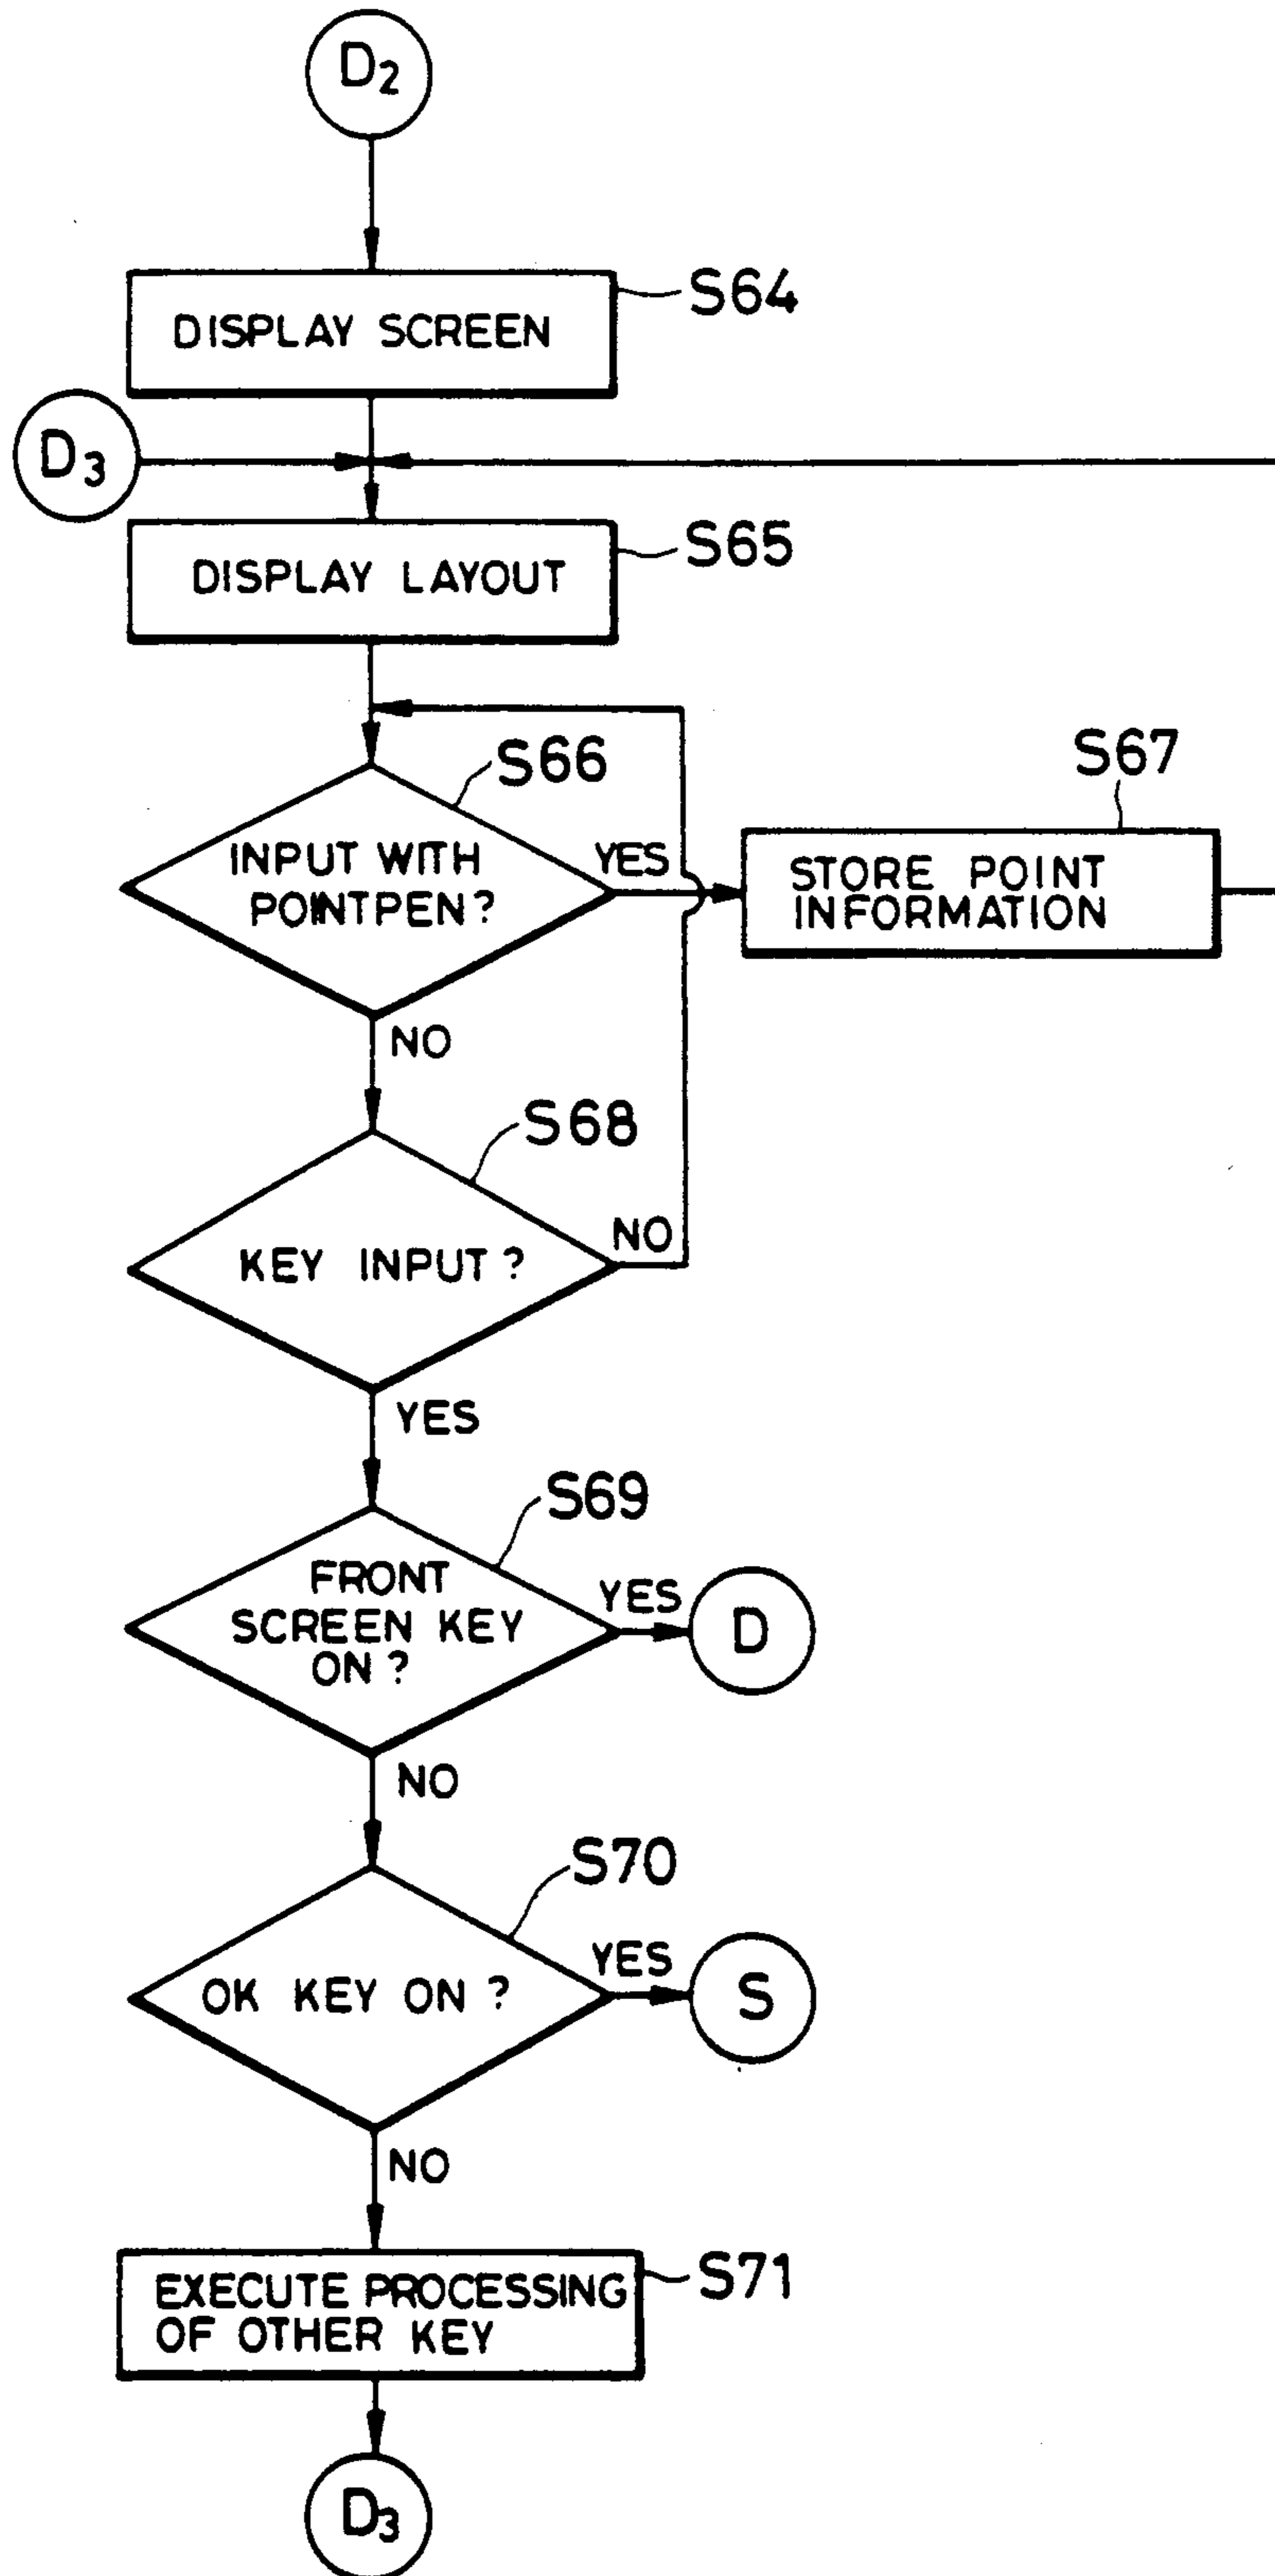 D2
S64
DISPLAY SCREEN
D3
S65
DISPLAY LAYOUT
S66
S67
INPUT WITH
POINTPEN?
YES
STORE POINT
INFORMATION
NO
S68
KEY INPUT?
NO
YES
S69
FRONT
SCREEN KEY
ON?
YES
D
NO
S70
OK KEY ON?
YES
S
NO
S71
EXECUTE PROCESSING
OF OTHER KEY
D3